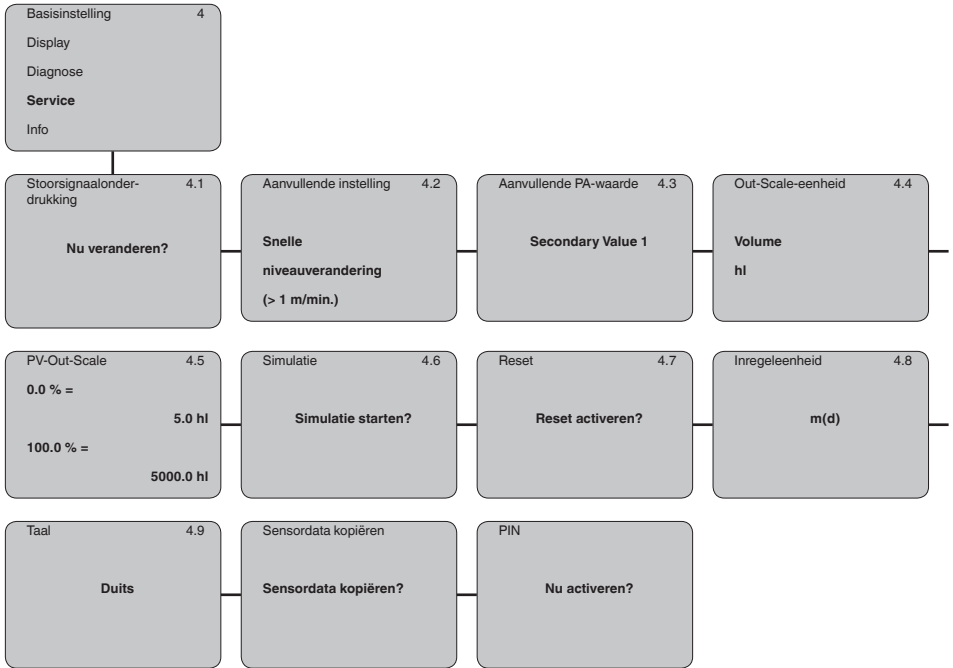 Basisinstelling 4
Display
Diagnose
Service
Info
Stoorsignaalonder- 4.1
drukking
Nu veranderen?
Aanvullende instelling 4.2
Snelle
niveauverandering
(> 1 m/min.)
Aanvullende PA-waarde 4.3
Secondary Value 1
Out-Scale-eenheid 4.4
Volume
hl
PV-Out-Scale 4.5
0.0 % =
5.0 hl
100.0 % =
5000.0 hl
Simulatie 4.6
Simulatie starten?
Reset 4.7
Reset activeren?
Inregeleenheid 4.8
m(d)
Taal 4.9
Duits
Sensordata kopiëren
Sensordata kopiëren?
PIN
Nu activeren?